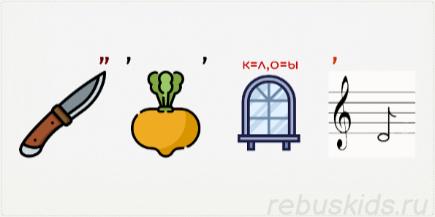 " ' ' к=л,о=ы '
rebuskids.ru